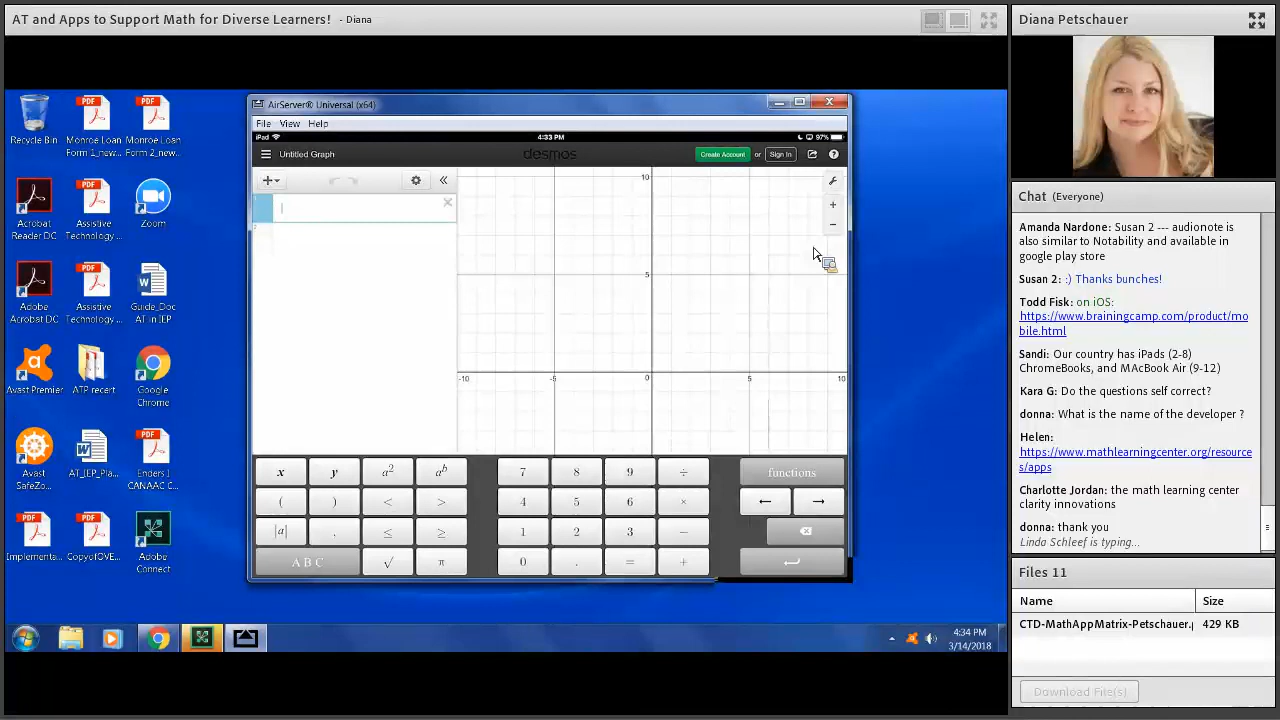 AT and Apps to Support Math for Diverse Learners! - Diana
Recycle Bin
Monroe Loan Form 1_new...
Monroe Loan Form 2_new...
Acrobat Reader DC
Assistive Technology ...
Zoom
Adobe Acrobat DC
Assistive Technology ...
Guide_Doc AT in IEP
Avast Premier
ATP recert
Google Chrome
Avast SafeZo...
AT_IEP_Pla...
Enders J CANAAC C...
Implementa...
CopyofOVE...
Adobe Connect
AirServer® Universal (x64)
File View Help
iPad 4:33 PM 97%
Untitled Graph desmos Create Account or Sign In
1
2
10
5
-10 -5 0 5 10
x y a² aᵇ 7 8 9 ÷ functions
( ) < > 4 5 6 × ← →
|a| , ≤ ≥ 1 2 3 −
A B C √ π 0 . = +
4:34 PM
3/14/2018
Diana Petschauer
Chat (Everyone)
Amanda Nardone: Susan 2 --- audionote is
also similar to Notability and available in
google play store
Susan 2: :) Thanks bunches!
Todd Fisk: on iOS:
https://www.brainingcamp.com/product/mo
bile.html
Sandi: Our country has iPads (2-8)
ChromeBooks, and MAcBook Air (9-12)
Kara G: Do the questions self correct?
donna: What is the name of the developer ?
Helen:
https://www.mathlearningcenter.org/resource
s/apps
Charlotte Jordan: the math learning center
clarity innovations
donna: thank you
Linda Schleef is typing...
Files 11
Name Size
CTD-MathAppMatrix-Petschauer.p 429 KB
Download File(s)